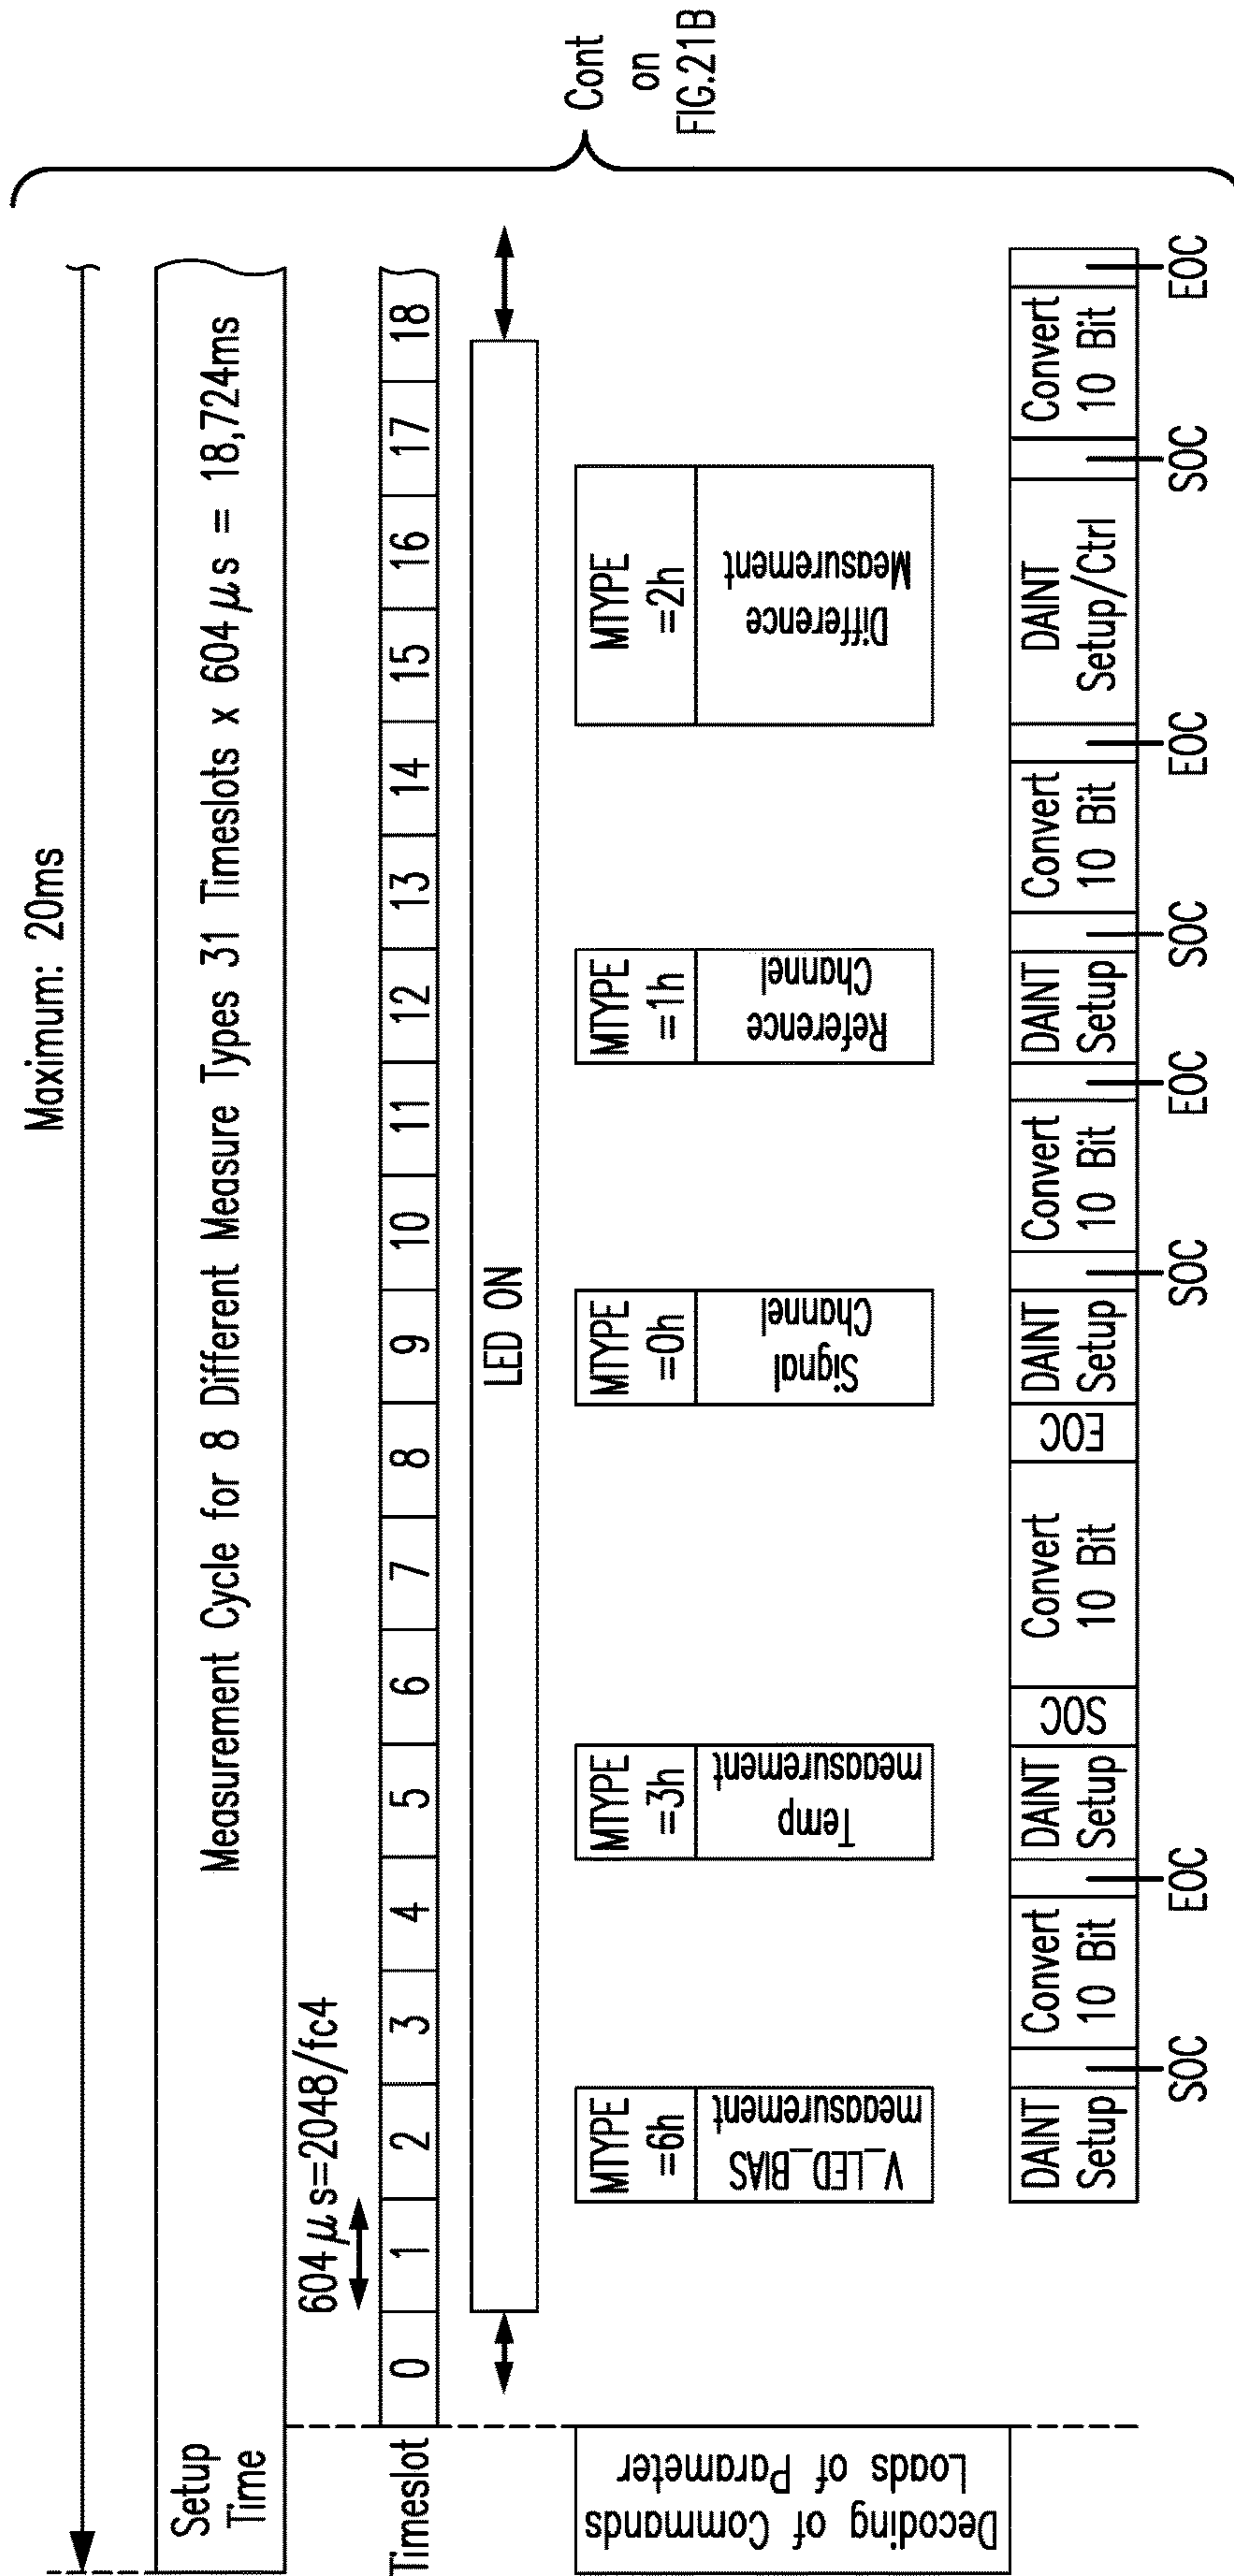 Maximum: 20ms
Setup
Time
Measurement Cycle for 8 Different Measure Types 31 Timeslots x 604 μs = 18,724ms
604 μs=2048/fc4
Timeslot
0 1 2 3 4 5 6 7 8 9 10 11 12 13 14 15 16 17 18
LED ON
Decoding of Commands
Loads of Parameter
MTYPE
=6h
V_LED_BIAS
measurement
MTYPE
=3h
Temp
measurement
MTYPE
=0h
Signal
Channel
MTYPE
=1h
Reference
Channel
MTYPE
=2h
Difference
Measurement
DAINT
Setup
SOC
Convert
10 Bit
EOC
DAINT
Setup
SOC
Convert
10 Bit
EOC
DAINT
Setup
SOC
Convert
10 Bit
EOC
DAINT
Setup
SOC
Convert
10 Bit
EOC
DAINT
Setup/Ctrl
SOC
Convert
10 Bit
EOC
Cont
on
FIG.21B